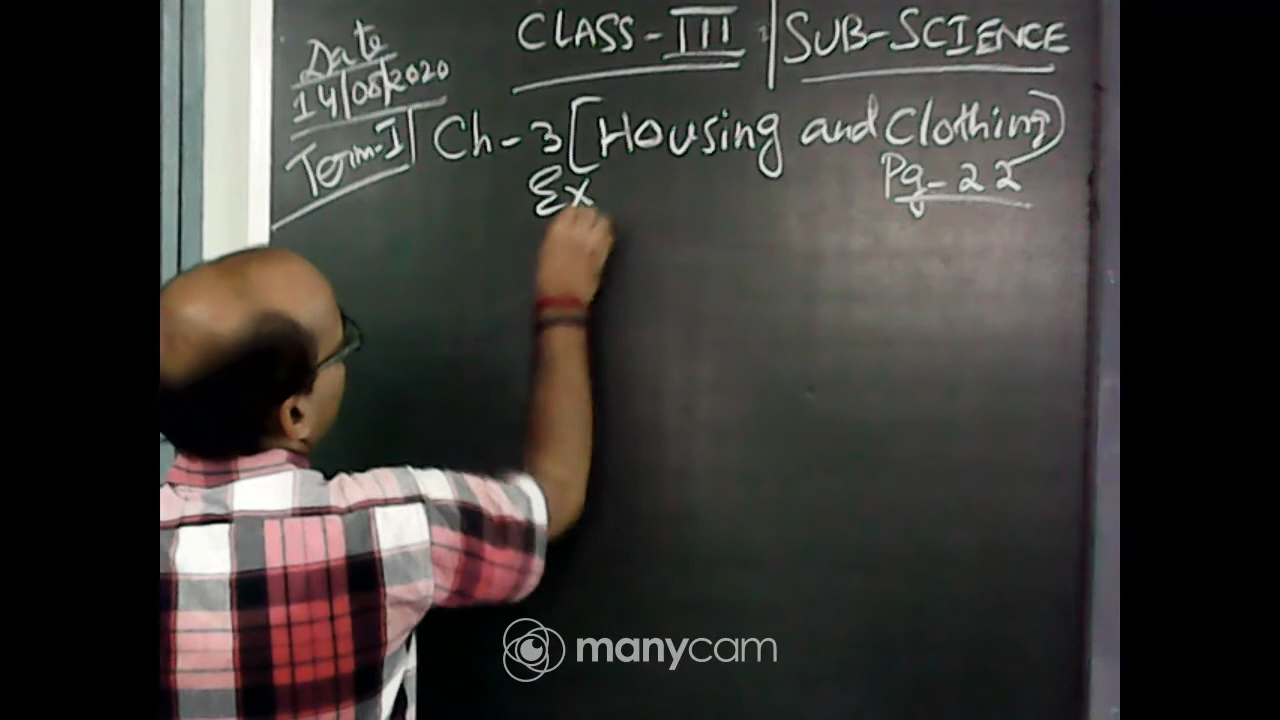 CLASS-III | SUB-SCIENCE
Date
14/08/2020
Term-I
Ch-3 [Housing and Clothing)
Pg-22
Ex
manycam